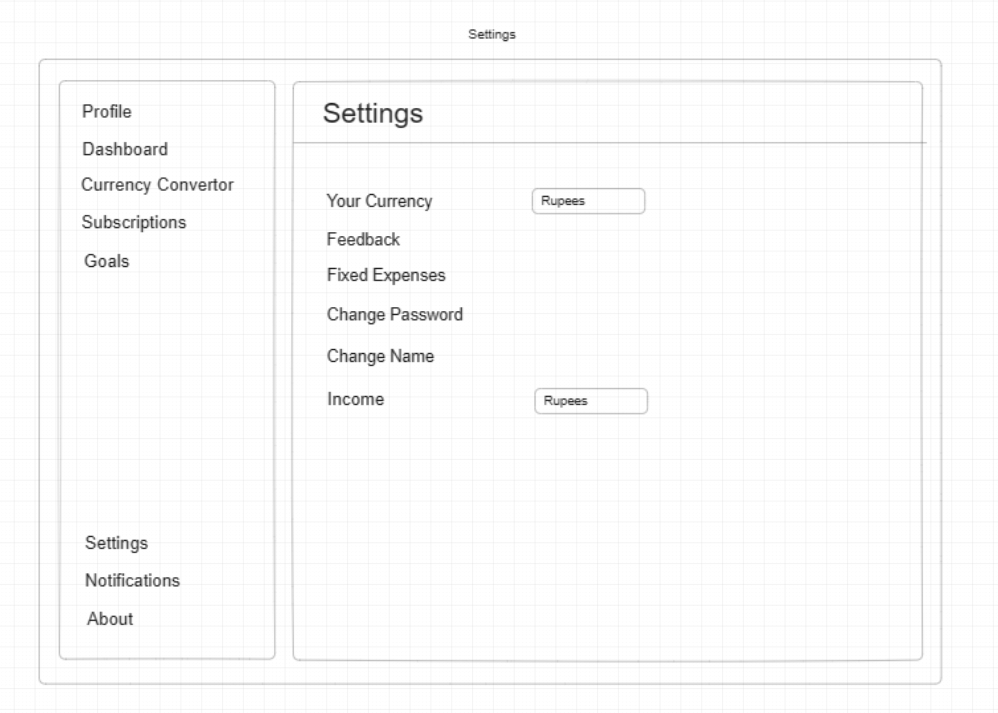 Settings
Profile
Dashboard
Currency Convertor
Subscriptions
Goals
Settings
Notifications
About
Settings
Your Currency
Rupees
Feedback
Fixed Expenses
Change Password
Change Name
Income
Rupees